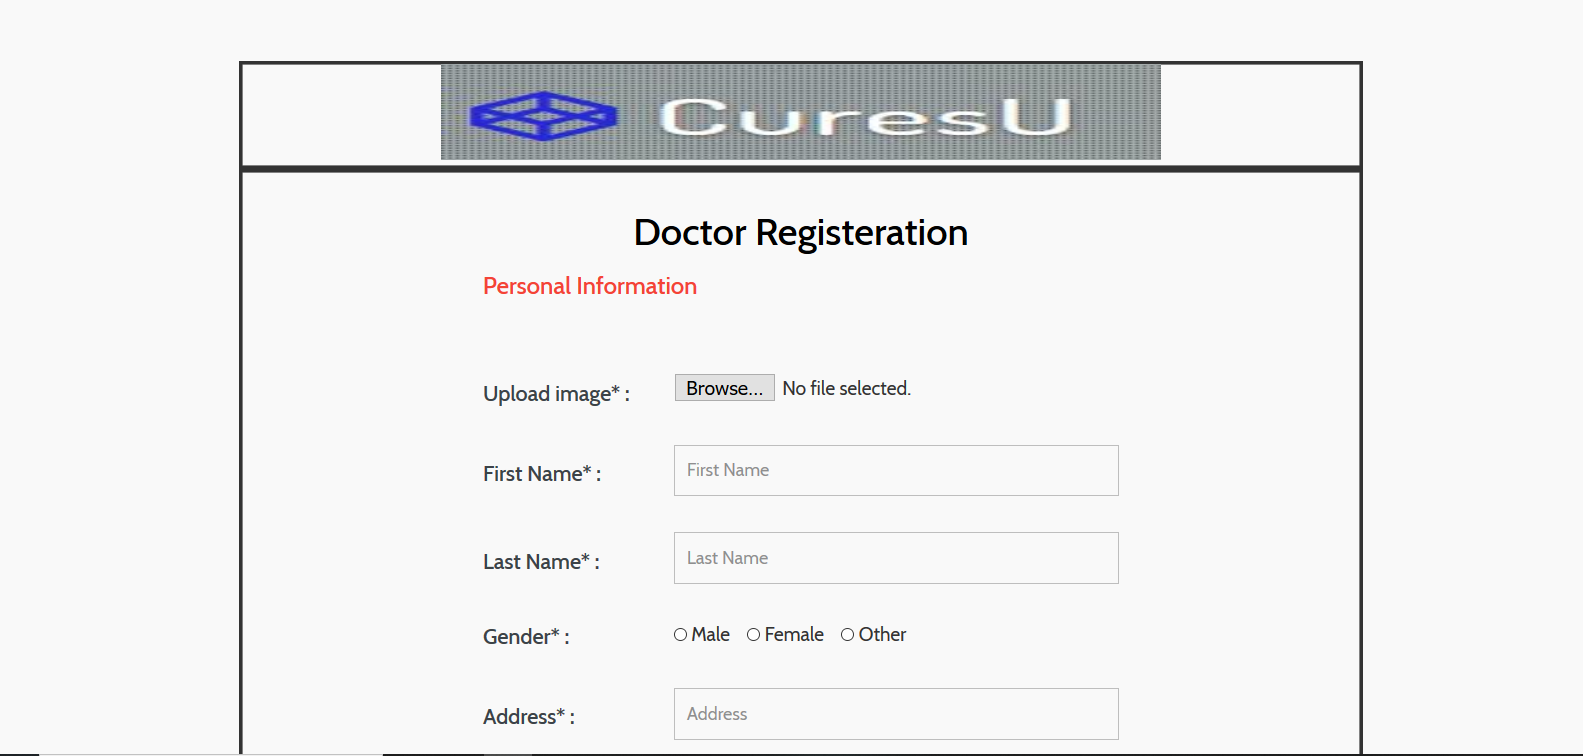 CuresU
Doctor Registeration
Personal Information
Upload image* : Browse... No file selected.
First Name* : First Name
Last Name* : Last Name
Gender* : Male Female Other
Address* : Address